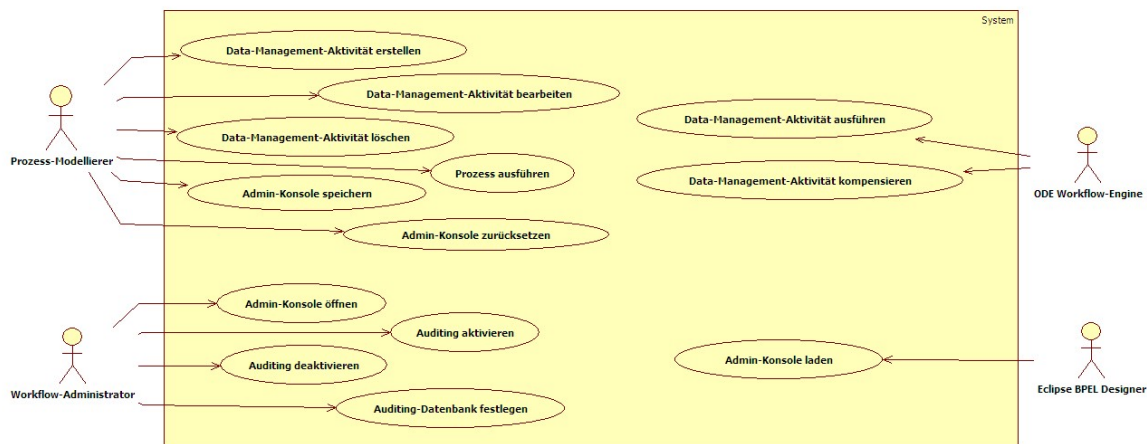 System
Data-Management-Aktivität erstellen
Data-Management-Aktivität bearbeiten
Data-Management-Aktivität ausführen
Data-Management-Aktivität löschen
Prozess-Modellierer
Prozess ausführen
Data-Management-Aktivität kompensieren
Admin-Konsole speichern
ODE Workflow-Engine
Admin-Konsole zurücksetzen
Admin-Konsole öffnen
Auditing aktivieren
Admin-Konsole laden
Auditing deaktivieren
Workflow-Administrator
Eclipse BPEL Designer
Auditing-Datenbank festlegen